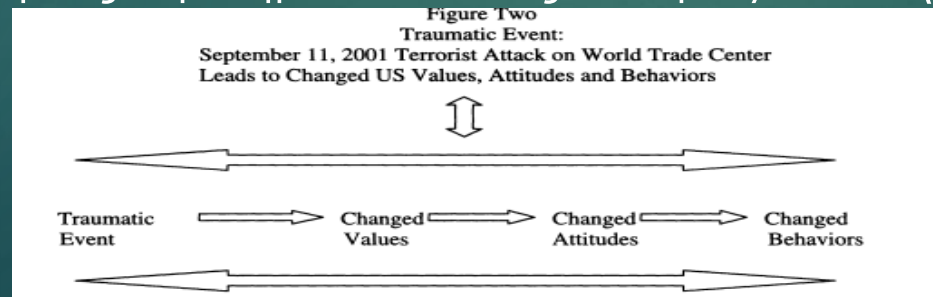 Figure Two
Traumatic Event:
September 11, 2001 Terrorist Attack on World Trade Center
Leads to Changed US Values, Attitudes and Behaviors
Traumatic Event
Changed Values
Changed Attitudes
Changed Behaviors